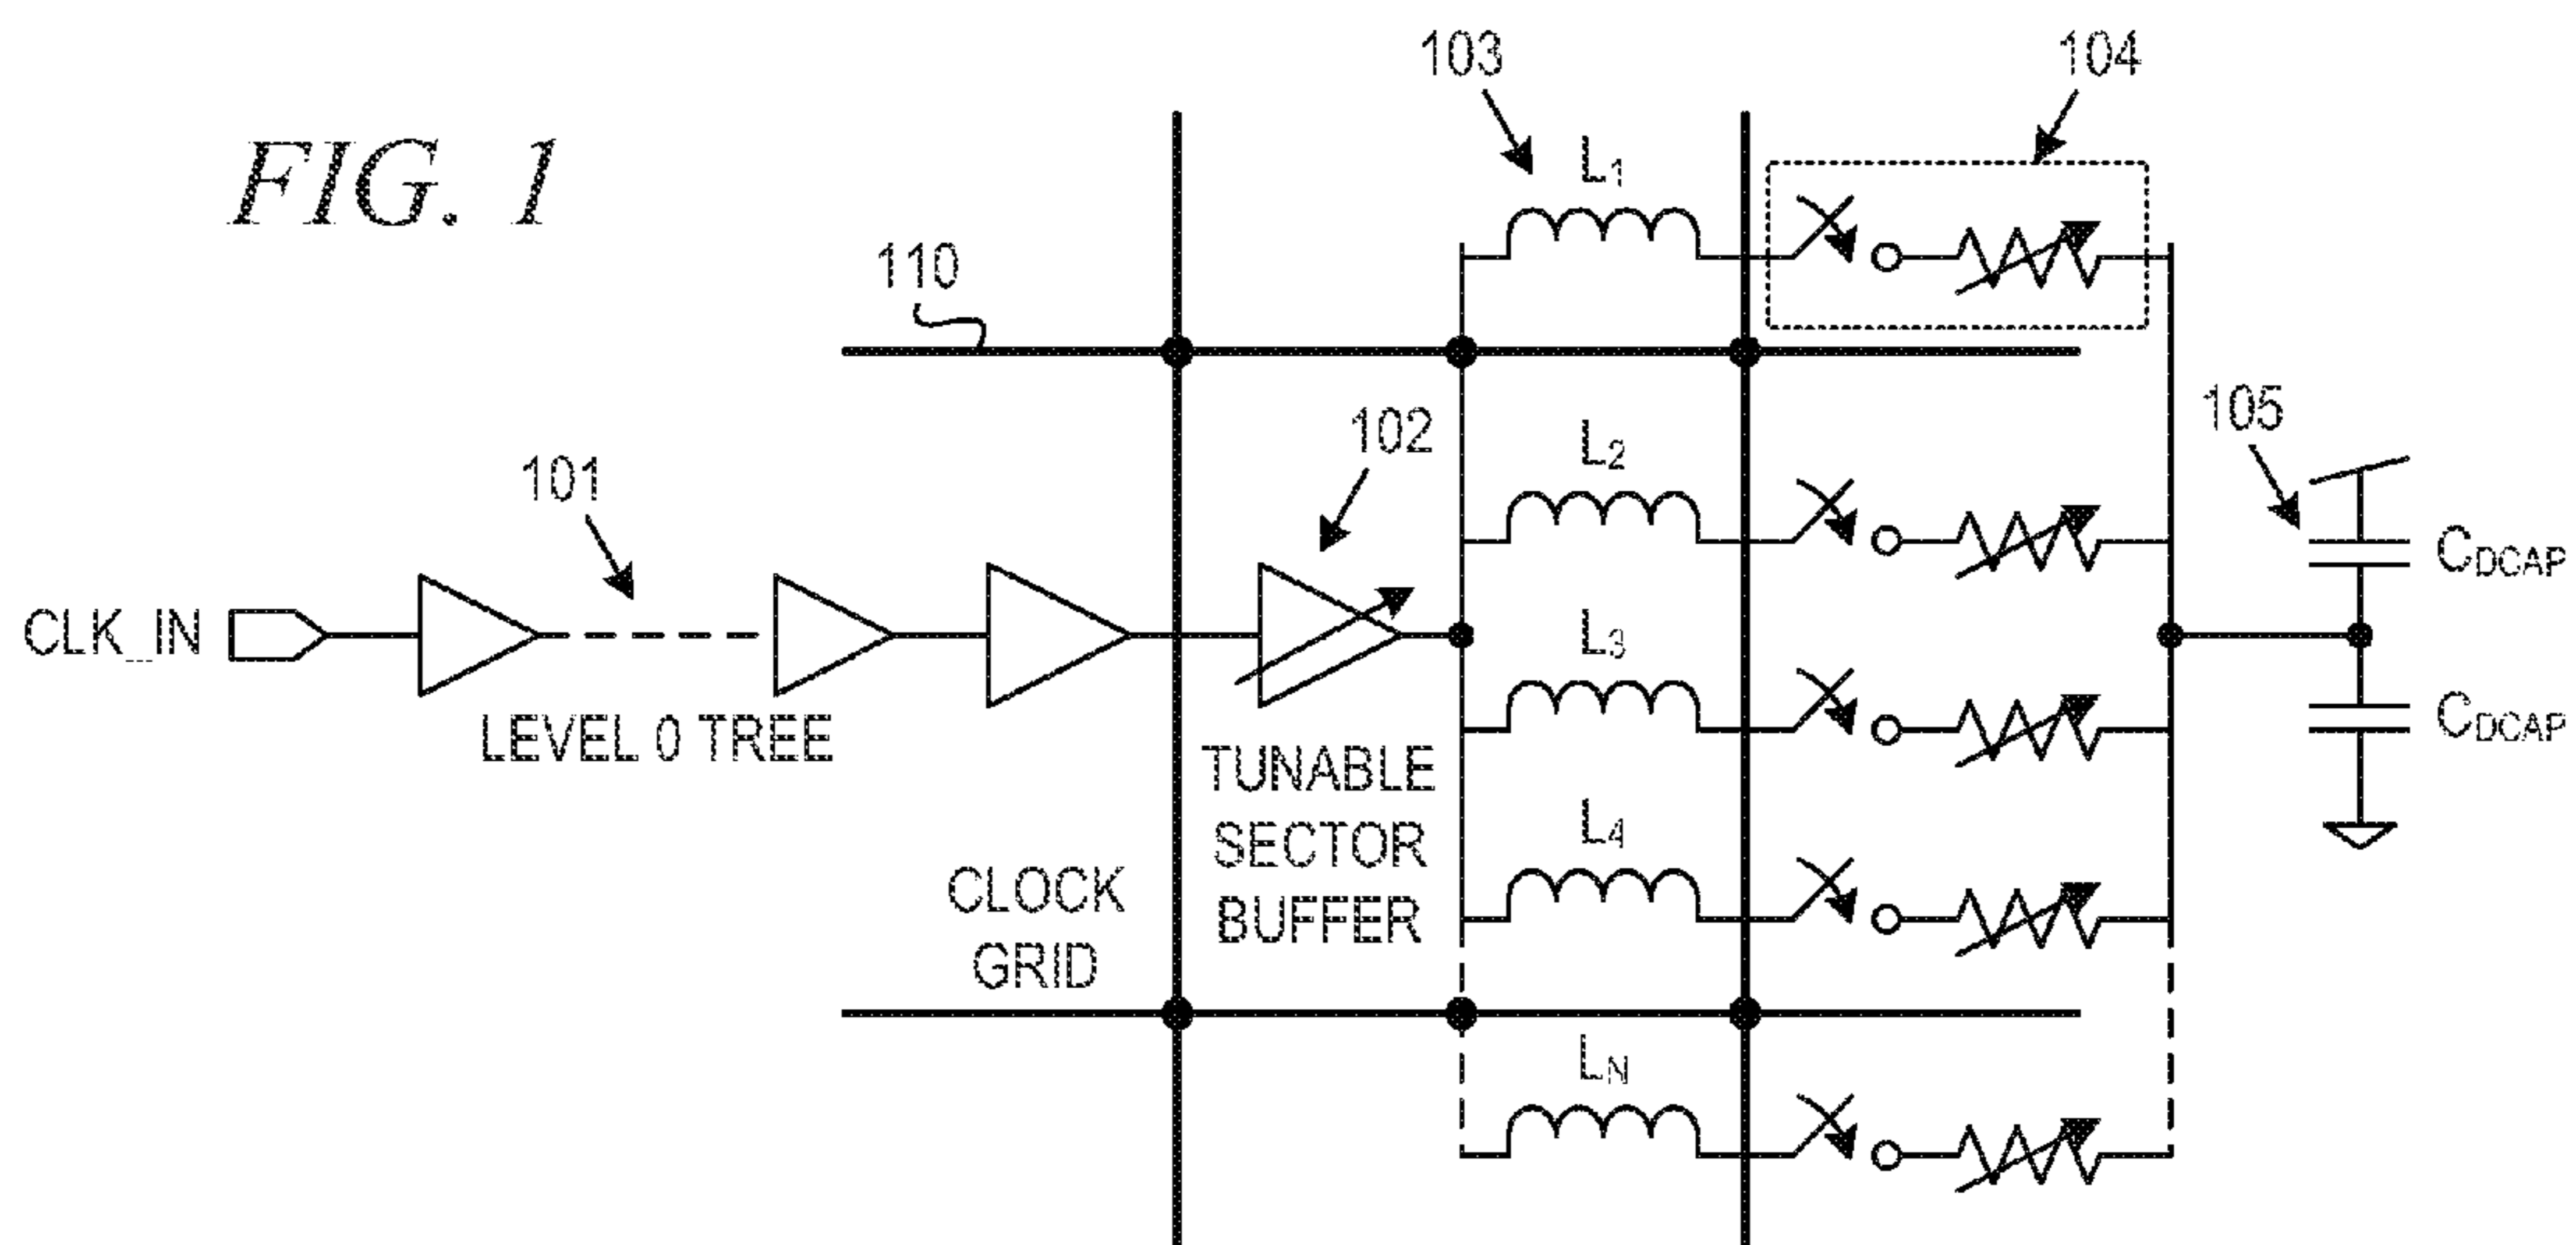 FIG. 1
103
104
L1
110
105
102
L2
101
CDCAP
CLK_IN
L3
LEVEL 0 TREE
CDCAP
TUNABLE
SECTOR
BUFFER
L4
CLOCK
GRID
LN